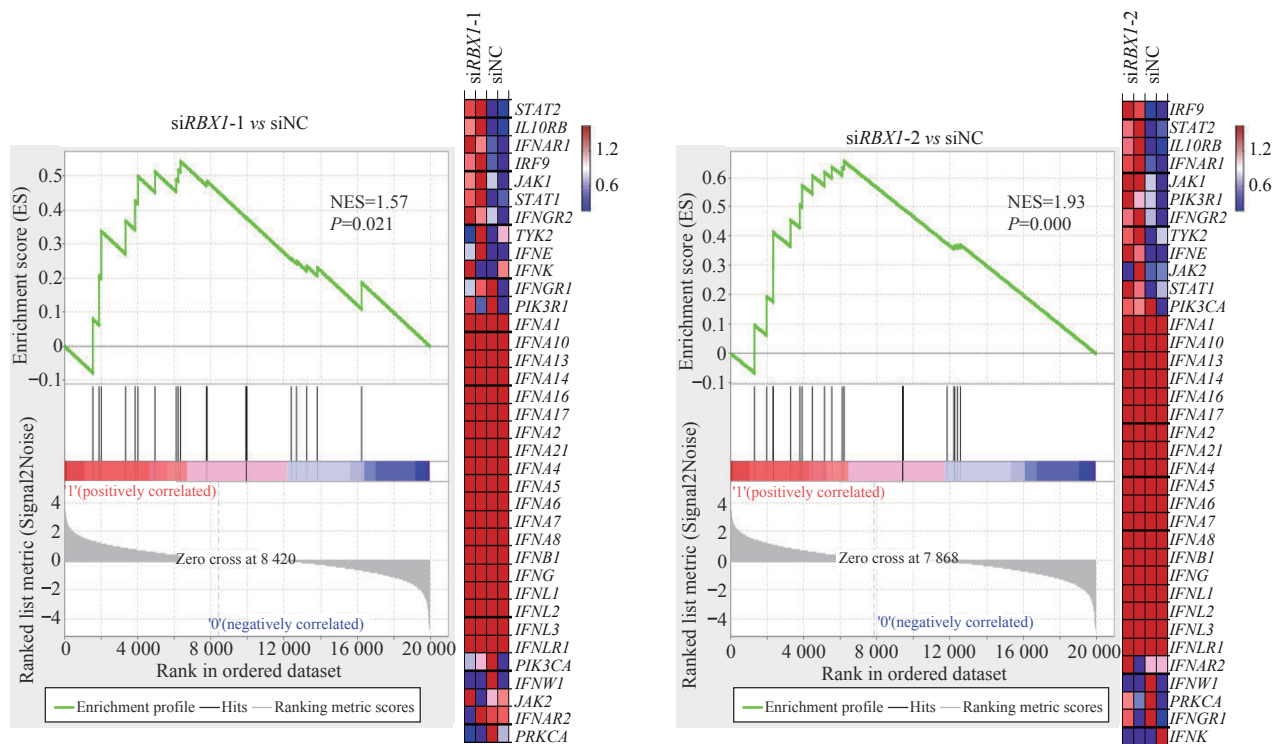 siRBX1-1 vs siNC
Enrichment score (ES)
0.5
0.4
0.3
0.2
0.1
0
−0.1
NES=1.57
P=0.021
Ranked list metric (Signal2Noise)
'1'(positively correlated)
4
2
0
−2
−4
Zero cross at 8 420
'0'(negatively correlated)
0
4 000
8 000
12 000
16 000
20 000
Rank in ordered dataset
Enrichment profile
Hits
Ranking metric scores
siRBX1-1
siNC
STAT2
IL10RB
IFNAR1
IRF9
JAK1
STAT1
IFNGR2
TYK2
IFNE
IFNK
IFNGR1
PIK3R1
IFNA1
IFNA10
IFNA13
IFNA14
IFNA16
IFNA17
IFNA2
IFNA21
IFNA4
IFNA5
IFNA6
IFNA7
IFNA8
IFNB1
IFNG
IFNL1
IFNL2
IFNL3
IFNLR1
PIK3CA
IFNW1
JAK2
IFNAR2
PRKCA
1.2
0.6
siRBX1-2 vs siNC
Enrichment score (ES)
0.6
0.5
0.4
0.3
0.2
0.1
0
−0.1
NES=1.93
P=0.000
Ranked list metric (Signal2Noise)
'1'(positively correlated)
4
2
0
−2
−4
Zero cross at 7 868
'0'(negatively correlated)
0
4 000
8 000
12 000
16 000
20 000
Rank in ordered dataset
Enrichment profile
Hits
Ranking metric scores
siRBX1-2
siNC
IRF9
STAT2
IL10RB
IFNAR1
JAK1
PIK3R1
IFNGR2
TYK2
IFNE
JAK2
STAT1
PIK3CA
IFNA1
IFNA10
IFNA13
IFNA14
IFNA16
IFNA17
IFNA2
IFNA21
IFNA4
IFNA5
IFNA6
IFNA7
IFNA8
IFNB1
IFNG
IFNL1
IFNL2
IFNL3
IFNLR1
IFNAR2
IFNW1
PRKCA
IFNGR1
IFNK
1.2
0.6